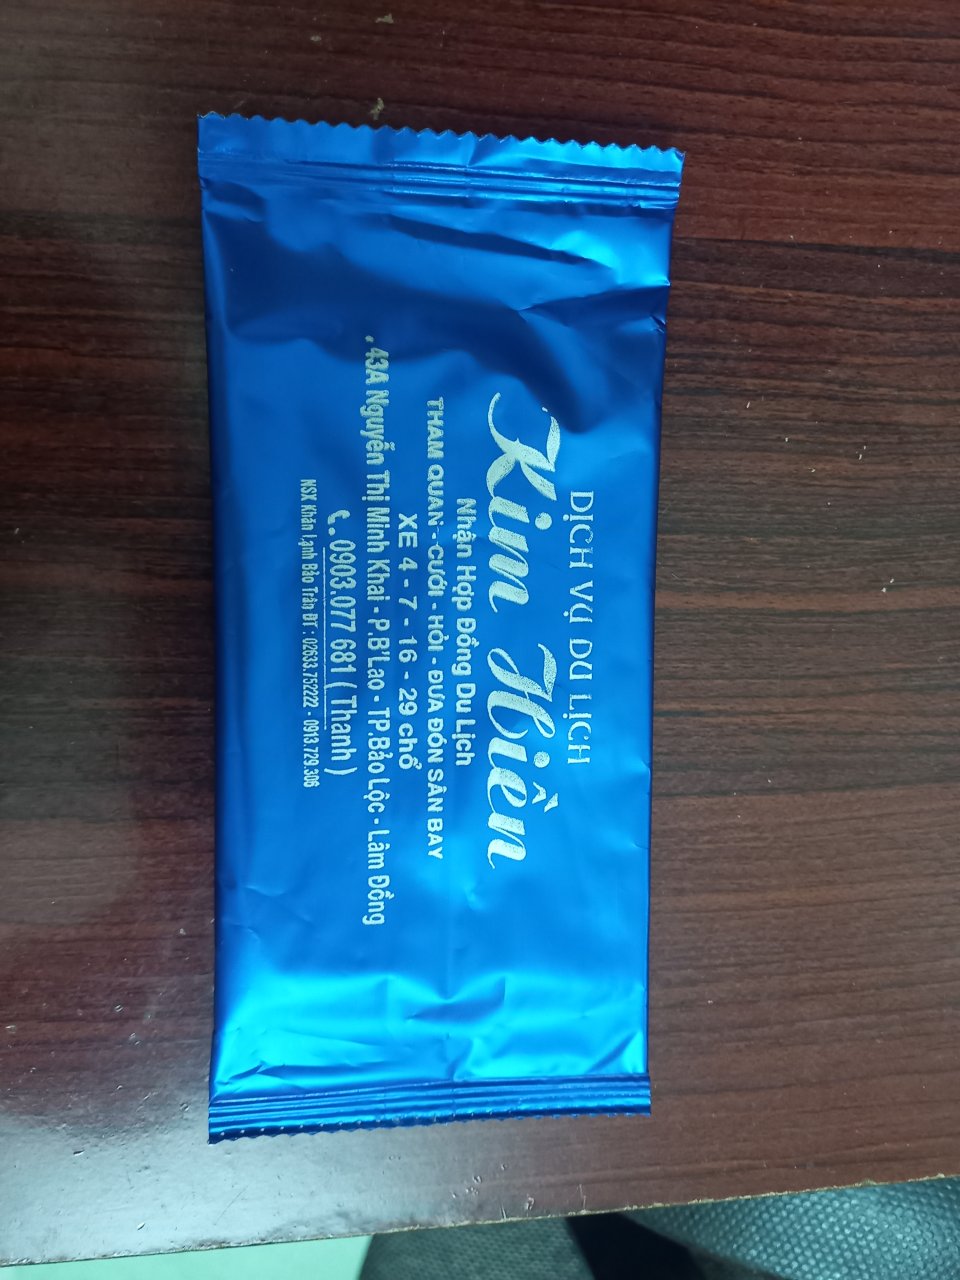 DỊCH VỤ DU LỊCH
Kim Hiền
Nhận Hợp Đồng Du Lịch
THAM QUAN - CƯỚI - HỎI - ĐƯA ĐÓN SÂN BAY
XE 4 - 7 - 16 - 29 chổ
43A Nguyễn Thị Minh Khai - P.B'Lao - TP.Bảo Lộc - Lâm Đồng
0903.077 681 ( Thanh )
NSX Khăn Lạnh Bảo Trân ĐT : 02633.752222 - 0913.729.306